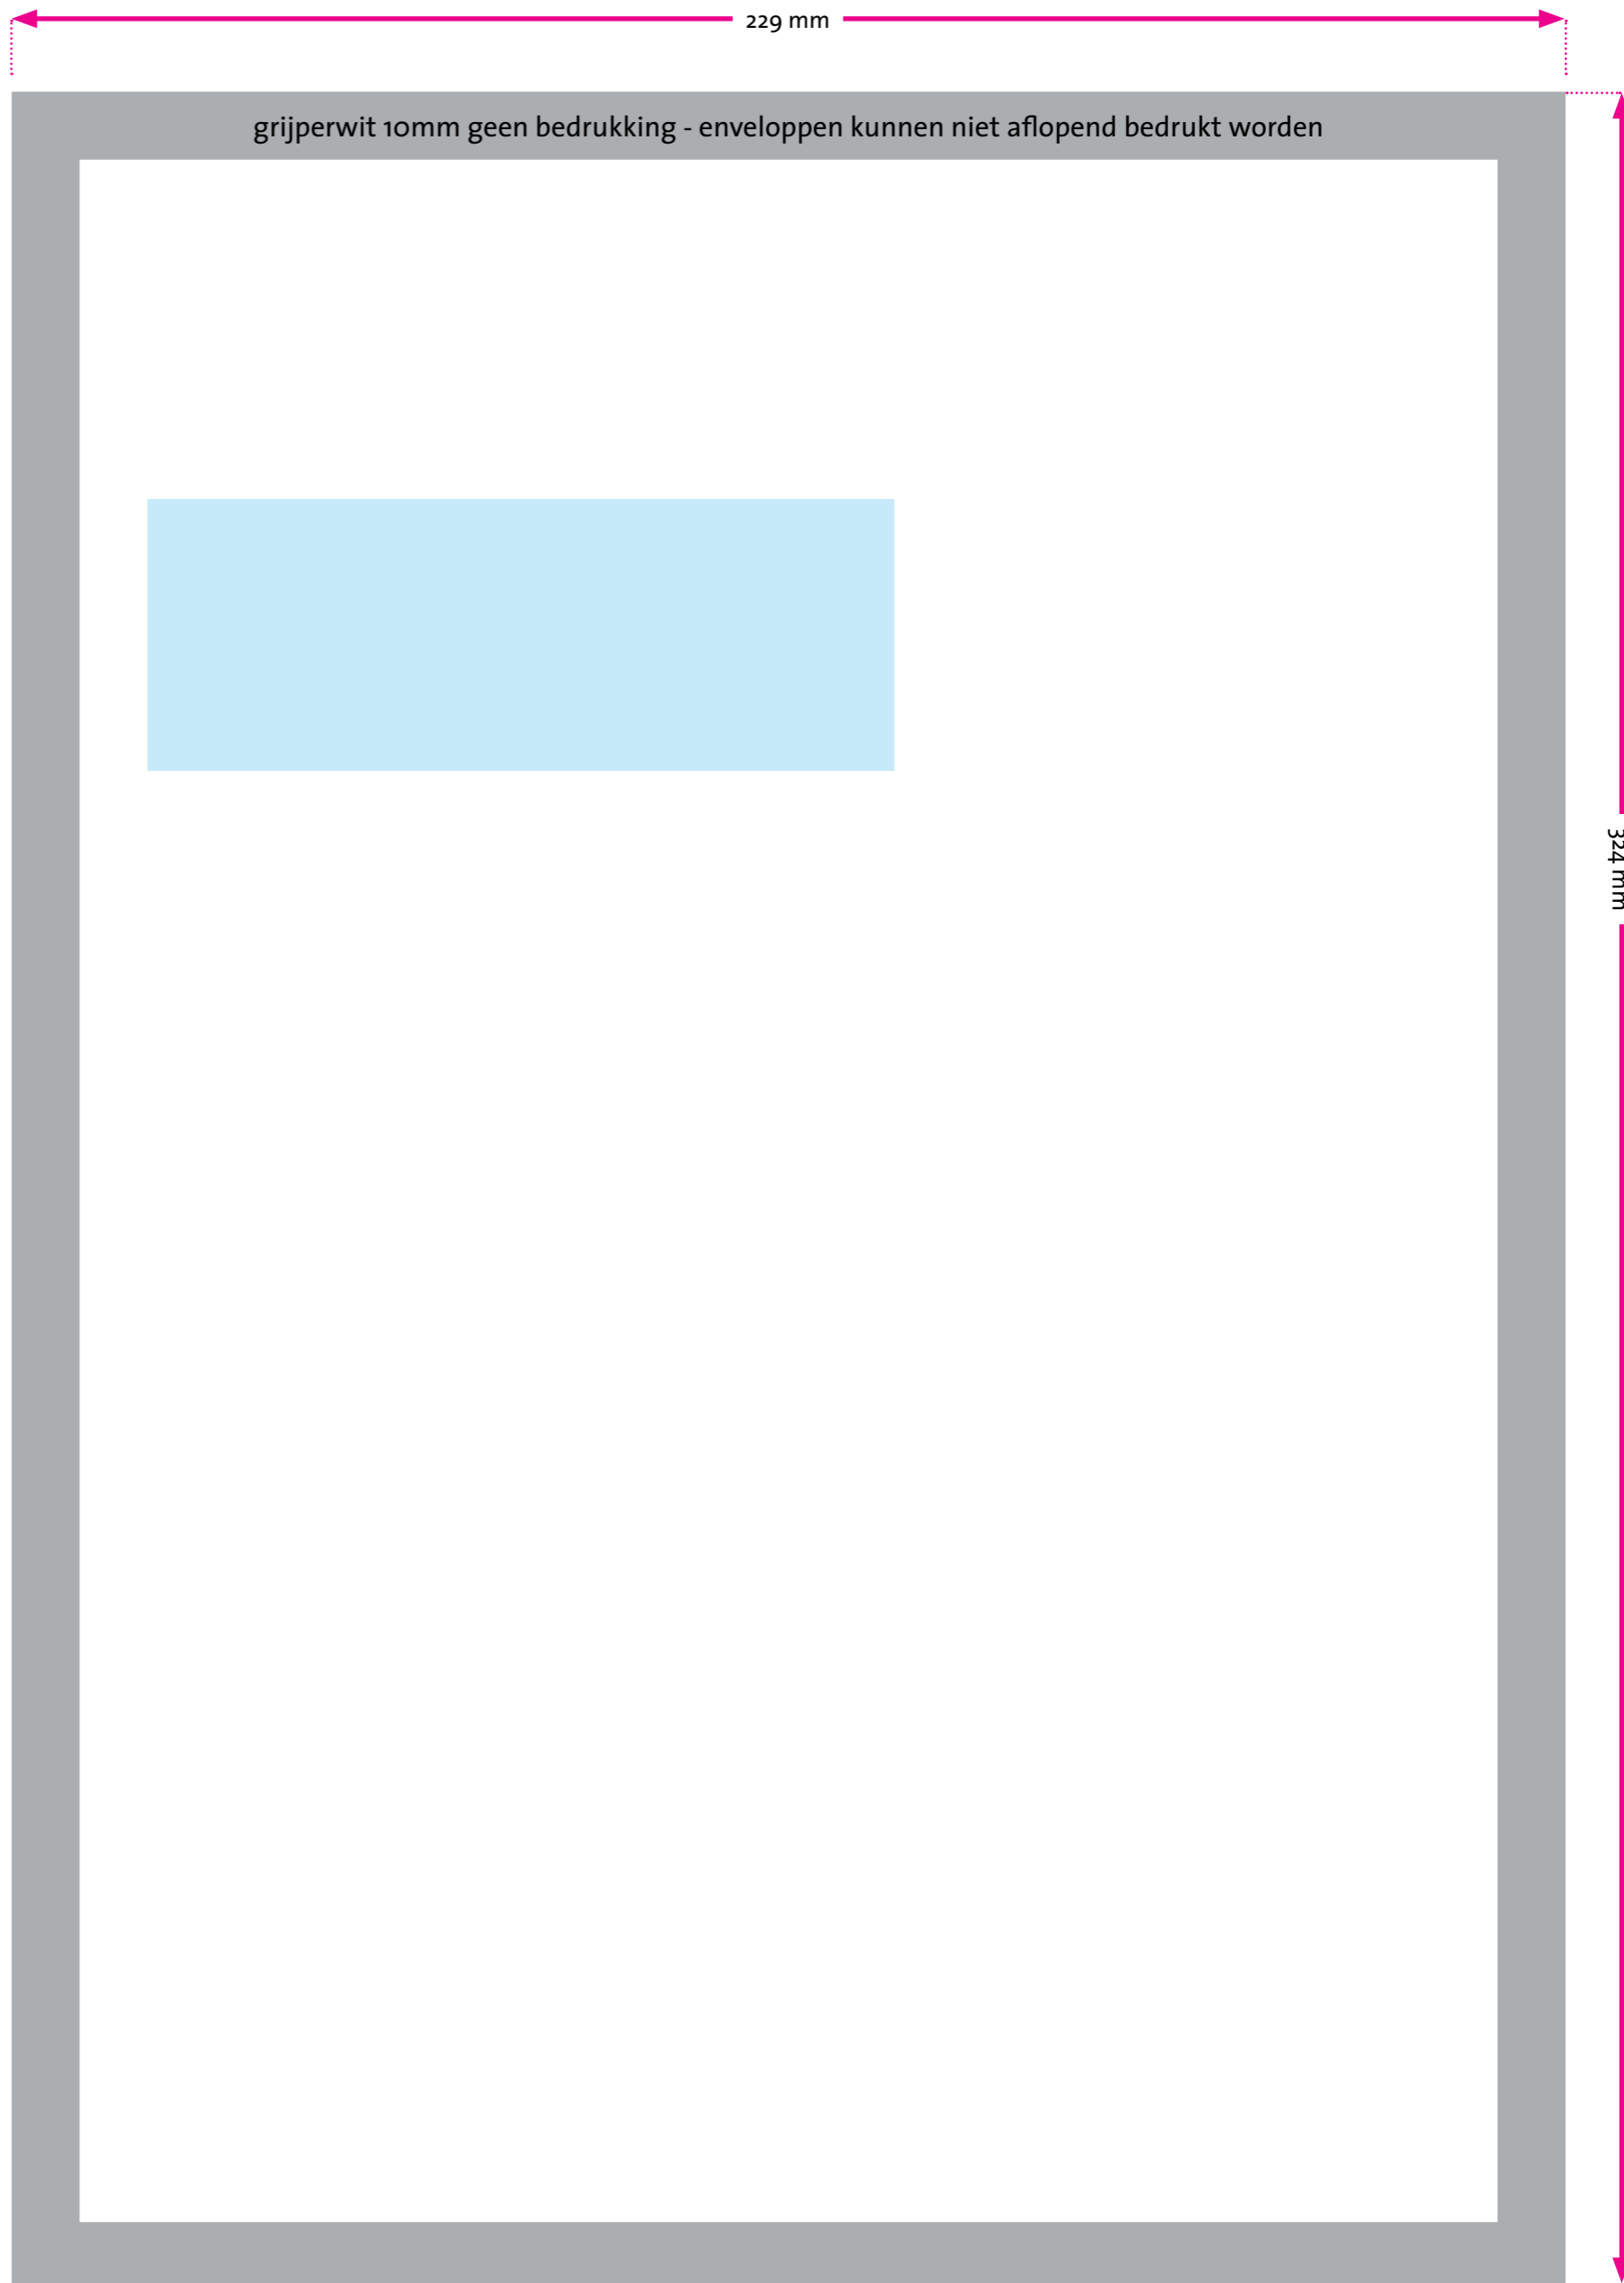 229 mm
grijperwit 10mm geen bedrukking - enveloppen kunnen niet aflopend bedrukt worden
324 mm